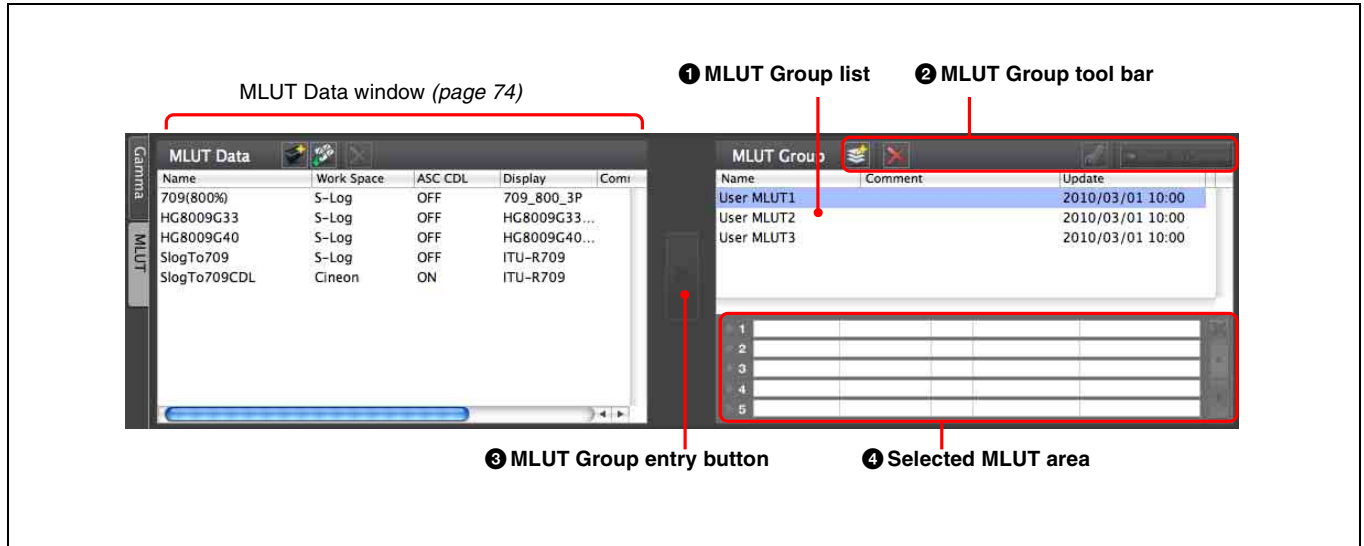 ❶ MLUT Group list ❷ MLUT Group tool bar
MLUT Data window (page 74)
Gamma
MLUT
MLUT Data
Name Work Space ASC CDL Display
709(800%) S-Log OFF 709_800_3P
HG8009G33 S-Log OFF HG8009G33...
HG8009G40 S-Log OFF HG8009G40...
SlogTo709 S-Log OFF ITU-R709
SlogTo709CDL Cineon ON ITU-R709
MLUT Group
Name Comment Update
User MLUT1 2010/03/01 10:00
User MLUT2 2010/03/01 10:00
User MLUT3 2010/03/01 10:00
1
2
3
4
5
❸ MLUT Group entry button ❹ Selected MLUT area